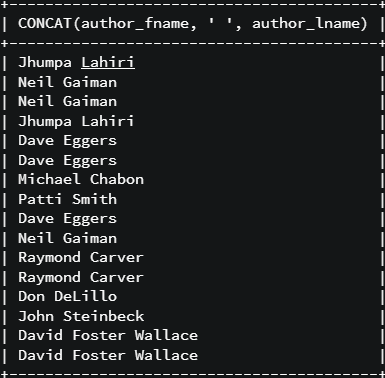 +----------------------------------------+
| CONCAT(author_fname, ' ', author_lname) |
+----------------------------------------+
| Jhumpa Lahiri |
| Neil Gaiman |
| Neil Gaiman |
| Jhumpa Lahiri |
| Dave Eggers |
| Dave Eggers |
| Michael Chabon |
| Patti Smith |
| Dave Eggers |
| Neil Gaiman |
| Raymond Carver |
| Raymond Carver |
| Don DeLillo |
| John Steinbeck |
| David Foster Wallace |
| David Foster Wallace |
+----------------------------------------+